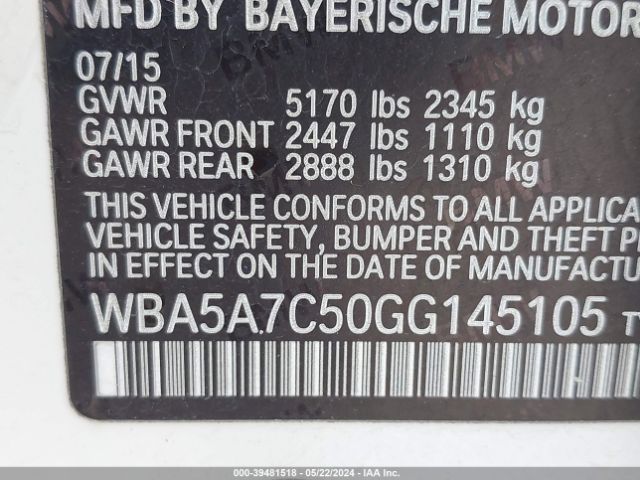 MFD BY BAYERISCHE MOTOR
07/15
GVWR 5170 lbs 2345 kg
GAWR FRONT 2447 lbs 1110 kg
GAWR REAR 2888 lbs 1310 kg
THIS VEHICLE CONFORMS TO ALL APPLICA
VEHICLE SAFETY, BUMPER AND THEFT P
IN EFFECT ON THE DATE OF MANUFACTU
WBA5A7C50GG145105 T
000-39481518 - 05/22/2024 - IAAI.COM